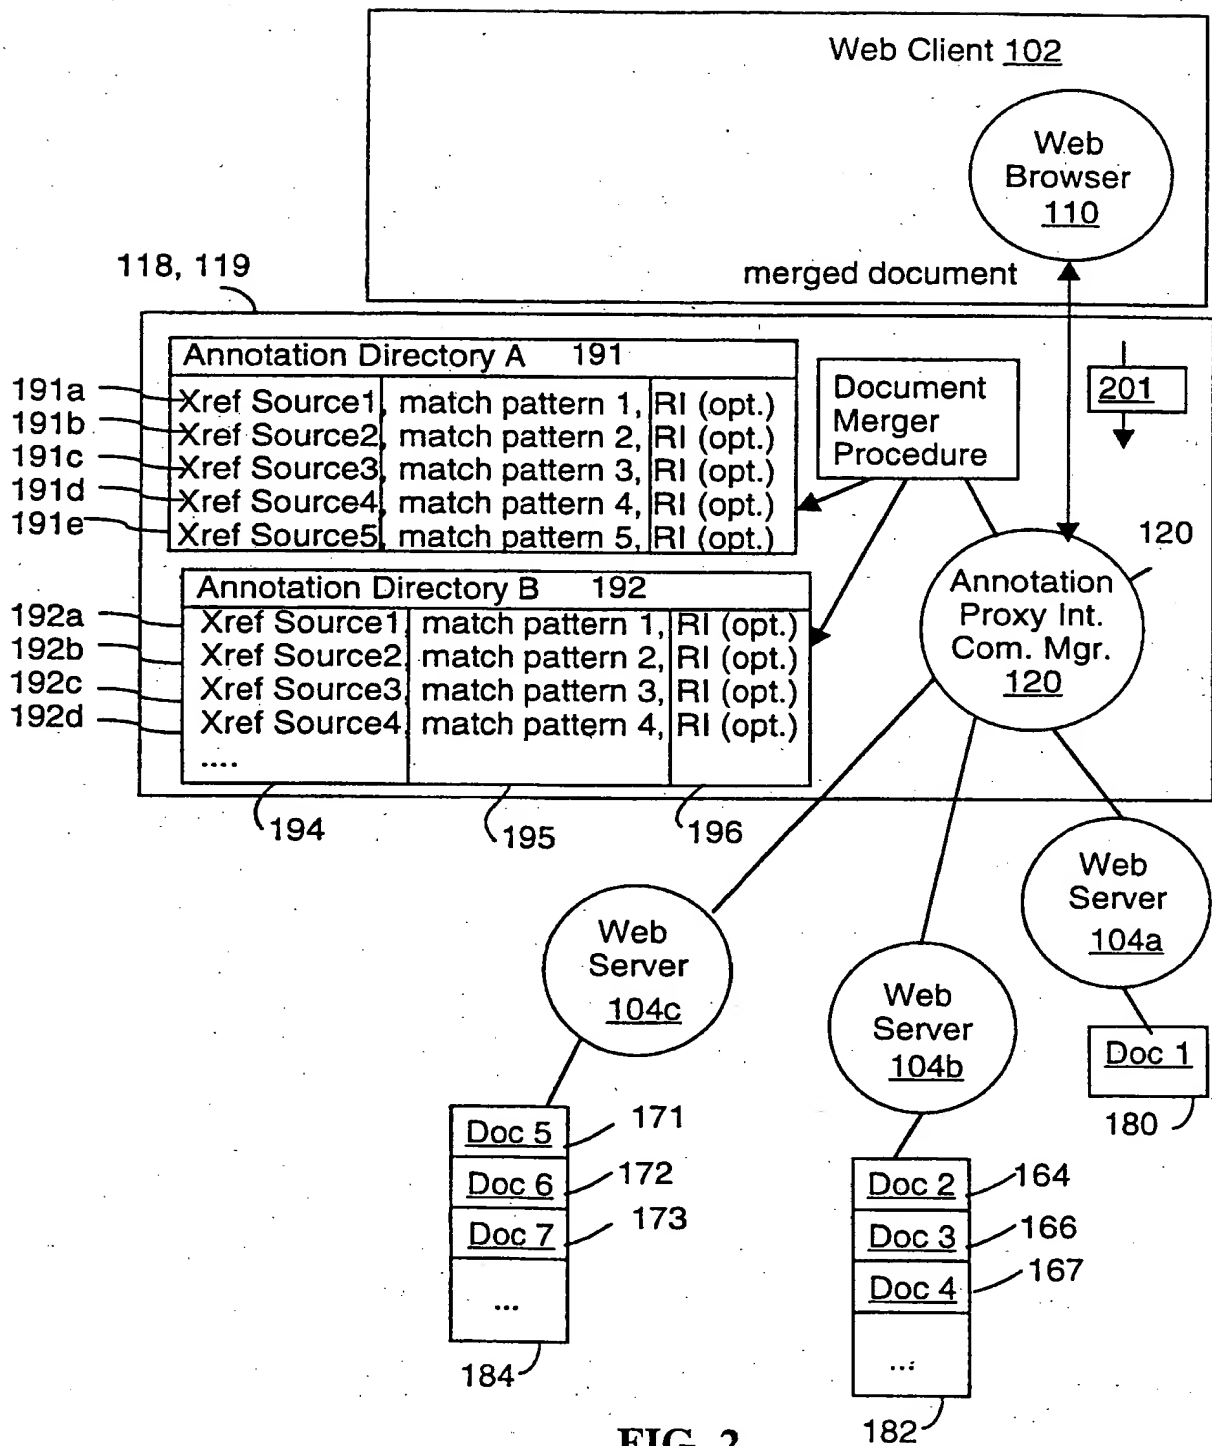 Web Client 102
Web
Browser
110
merged document
118, 119
Annotation Directory A 191
191a Xref Source1, match pattern 1, RI (opt.)
191b Xref Source2, match pattern 2, RI (opt.)
191c Xref Source3, match pattern 3, RI (opt.)
191d Xref Source4, match pattern 4, RI (opt.)
191e Xref Source5, match pattern 5, RI (opt.)
Document
Merger
Procedure
201
120
Annotation
Proxy Int.
Com. Mgr.
120
Annotation Directory B 192
192a Xref Source1, match pattern 1, RI (opt.)
192b Xref Source2, match pattern 2, RI (opt.)
192c Xref Source3, match pattern 3, RI (opt.)
192d Xref Source4, match pattern 4, RI (opt.)
....
194
195
196
Web
Server
104a
Doc 1
180
Web
Server
104c
Doc 5 171
Doc 6 172
Doc 7 173
...
184
Web
Server
104b
Doc 2 164
Doc 3 166
Doc 4 167
...
182
FIG. 2